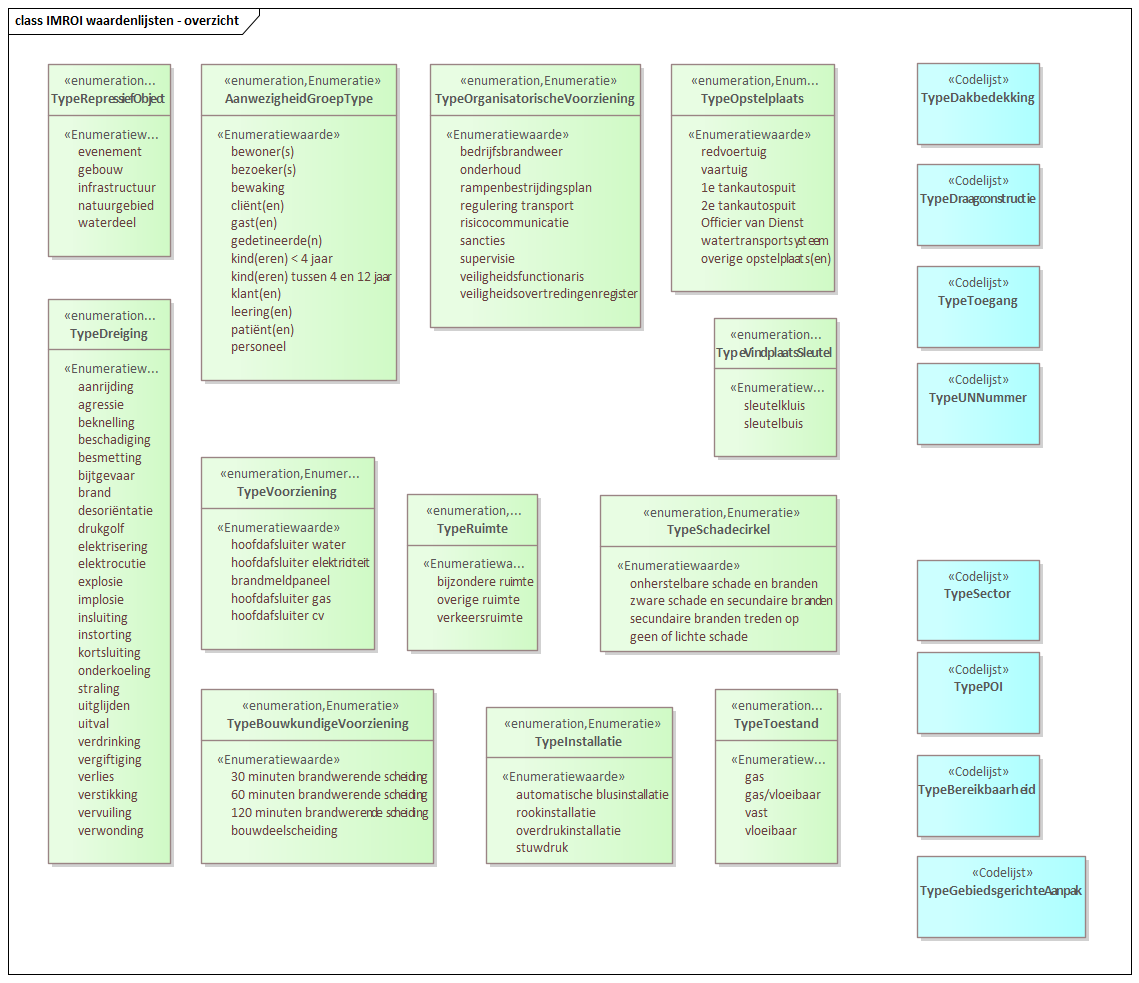 class IMROI waardenlijsten - overzicht
«enumeration...
TypeRepressiefObject
«Enumeratiew...
evenement
gebouw
infrastructuur
natuurgebied
waterdeel
«enumeration,Enumeratie»
AanwezigheidGroepType
«Enumeratiewaarde»
bewoner(s)
bezoeker(s)
bewaking
cliënt(en)
gast(en)
gedetineerde(n)
kind(eren) < 4 jaar
kind(eren) tussen 4 en 12 jaar
klant(en)
leering(en)
patiënt(en)
personeel
«enumeration,Enumeratie»
TypeOrganisatorischeVoorziening
«Enumeratiewaarde»
bedrijfsbrandweer
onderhoud
rampenbestrijdingsplan
regulering transport
risicocommunicatie
sancties
supervisie
veiligheidsfunctionaris
veiligheidsovertredingenregister
«enumeration,Enum...
TypeOpstelplaats
«Enumeratiewaarde»
redvoertuig
vaartuig
1e tankautospuit
2e tankautospuit
Officier van Dienst
watertransportsysteem
overige opstelplaats(en)
«Codelijst»
TypeDakbedekking
«Codelijst»
TypeDraagconstructie
«Codelijst»
TypeToegang
«Codelijst»
TypeUNNummer
«enumeration...
TypeDreiging
«Enumeratiew...
aanrijding
agressie
beknelling
beschadiging
besmetting
bijtgevaar
brand
desoriëntatie
drukgolf
elektrisering
elektrocutie
explosie
implosie
insluiting
instorting
kortsluiting
onderkoeling
straling
uitglijden
uitval
verdrinking
vergiftiging
verlies
verstikking
vervuiling
verwonding
«enumeration...
TypeVindplaatsSleutel
«Enumeratiew...
sleutelkluis
sleutelbuis
«enumeration,Enumer...
TypeVoorziening
«Enumeratiewaarde»
hoofdafsluiter water
hoofdafsluiter elektriciteit
brandmeldpaneel
hoofdafsluiter gas
hoofdafsluiter cv
«enumeration,...
TypeRuimte
«Enumeratiewa...
bijzondere ruimte
overige ruimte
verkeersruimte
«enumeration,Enumeratie»
TypeSchadecirkel
«Enumeratiewaarde»
onherstelbare schade en branden
zware schade en secundaire branden
secundaire branden treden op
geen of lichte schade
«Codelijst»
TypeSector
«Codelijst»
TypePOI
«Codelijst»
TypeBereikbaarheid
«Codelijst»
TypeGebiedsgerichteAanpak
«enumeration,Enumeratie»
TypeBouwkundigeVoorziening
«Enumeratiewaarde»
30 minuten brandwerende scheiding
60 minuten brandwerende scheiding
120 minuten brandwerende scheiding
bouwdeelscheiding
«enumeration,Enumeratie»
TypeInstallatie
«Enumeratiewaarde»
automatische blusinstallatie
rookinstallatie
overdrukinstallatie
stuwdruk
«enumeration...
TypeToestand
«Enumeratiew...
gas
gas/vloeibaar
vast
vloeibaar